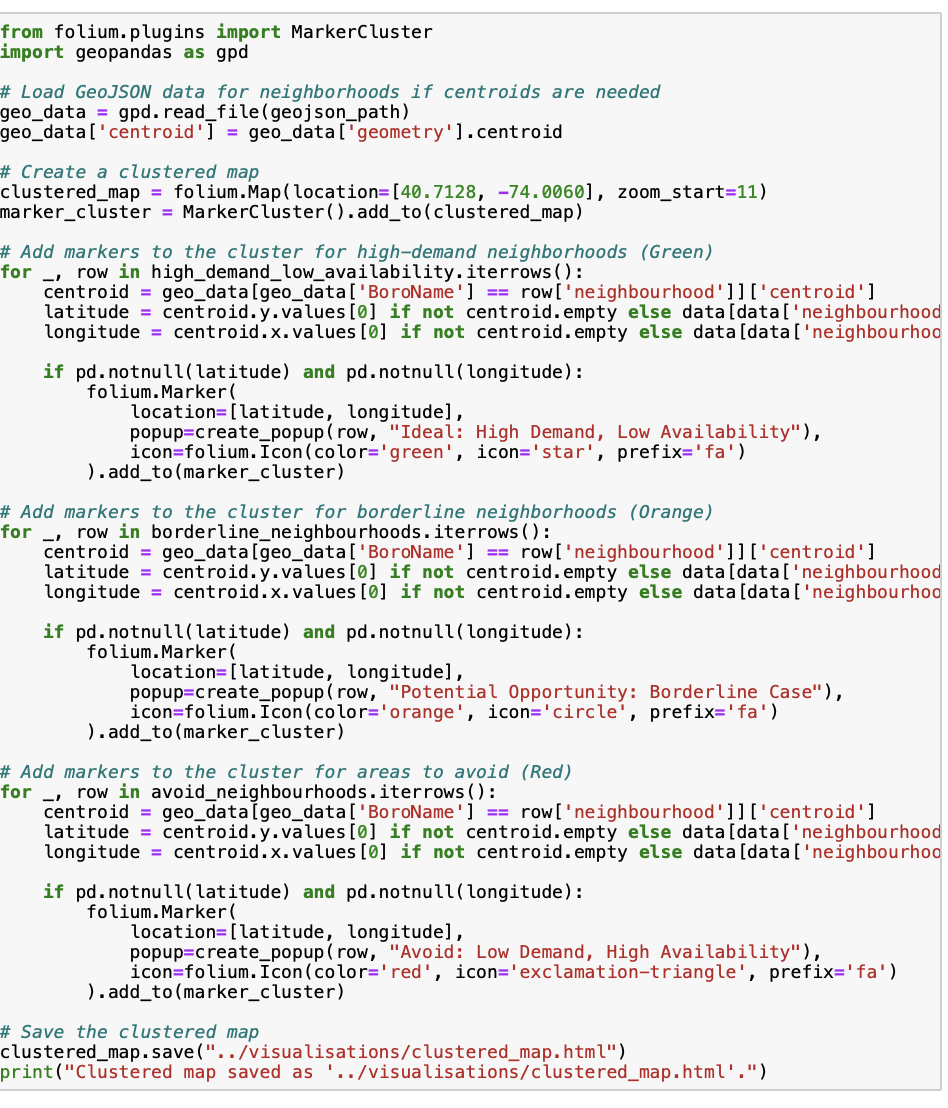 from folium.plugins import MarkerCluster
import geopandas as gpd

# Load GeoJSON data for neighborhoods if centroids are needed
geo_data = gpd.read_file(geojson_path)
geo_data['centroid'] = geo_data['geometry'].centroid

# Create a clustered map
clustered_map = folium.Map(location=[40.7128, -74.0060], zoom_start=11)
marker_cluster = MarkerCluster().add_to(clustered_map)

# Add markers to the cluster for high-demand neighborhoods (Green)
for _, row in high_demand_low_availability.iterrows():
    centroid = geo_data[geo_data['BoroName'] == row['neighbourhood']]['centroid']
    latitude = centroid.y.values[0] if not centroid.empty else data[data['neighbourhood
    longitude = centroid.x.values[0] if not centroid.empty else data[data['neighbourhoo

    if pd.notnull(latitude) and pd.notnull(longitude):
        folium.Marker(
            location=[latitude, longitude],
            popup=create_popup(row, "Ideal: High Demand, Low Availability"),
            icon=folium.Icon(color='green', icon='star', prefix='fa')
        ).add_to(marker_cluster)

# Add markers to the cluster for borderline neighborhoods (Orange)
for _, row in borderline_neighbourhoods.iterrows():
    centroid = geo_data[geo_data['BoroName'] == row['neighbourhood']]['centroid']
    latitude = centroid.y.values[0] if not centroid.empty else data[data['neighbourhood
    longitude = centroid.x.values[0] if not centroid.empty else data[data['neighbourhoo

    if pd.notnull(latitude) and pd.notnull(longitude):
        folium.Marker(
            location=[latitude, longitude],
            popup=create_popup(row, "Potential Opportunity: Borderline Case"),
            icon=folium.Icon(color='orange', icon='circle', prefix='fa')
        ).add_to(marker_cluster)

# Add markers to the cluster for areas to avoid (Red)
for _, row in avoid_neighbourhoods.iterrows():
    centroid = geo_data[geo_data['BoroName'] == row['neighbourhood']]['centroid']
    latitude = centroid.y.values[0] if not centroid.empty else data[data['neighbourhood
    longitude = centroid.x.values[0] if not centroid.empty else data[data['neighbourhoo

    if pd.notnull(latitude) and pd.notnull(longitude):
        folium.Marker(
            location=[latitude, longitude],
            popup=create_popup(row, "Avoid: Low Demand, High Availability"),
            icon=folium.Icon(color='red', icon='exclamation-triangle', prefix='fa')
        ).add_to(marker_cluster)

# Save the clustered map
clustered_map.save("../visualisations/clustered_map.html")
print("Clustered map saved as '../visualisations/clustered_map.html'.")